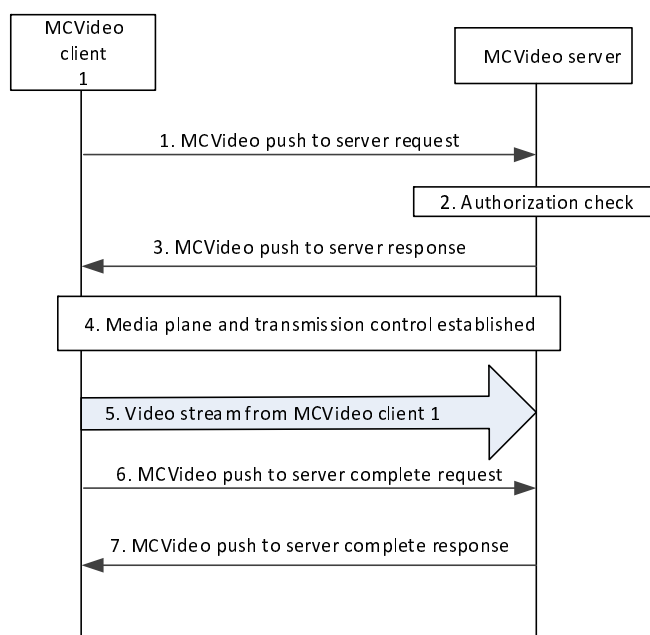 MCVideo
client
1
MCVideo server
1. MCVideo push to server request
2. Authorization check
3. MCVideo push to server response
4. Media plane and transmission control established
5. Video stream from MCVideo client 1
6. MCVideo push to server complete request
7. MCVideo push to server complete response